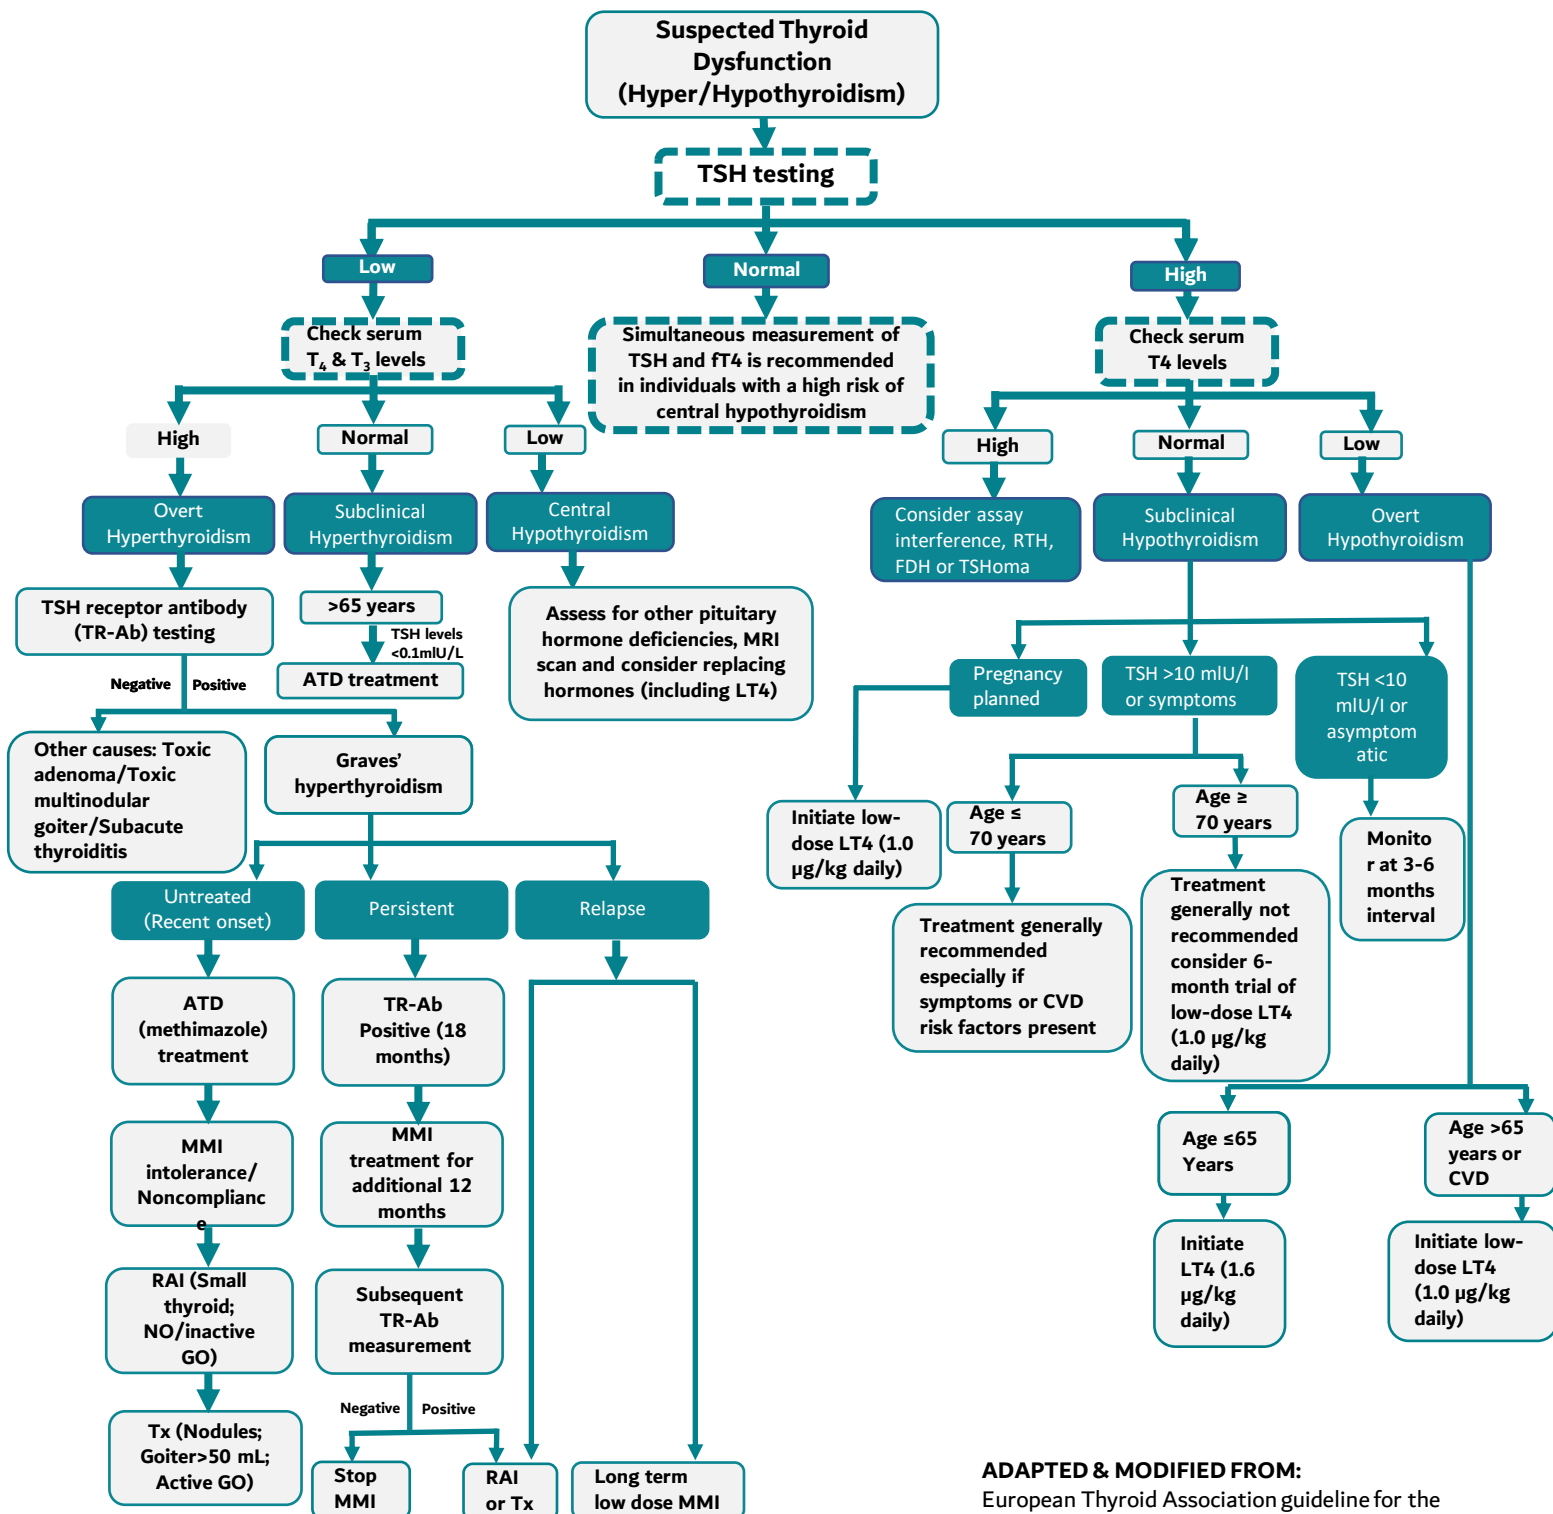 Suspected Thyroid
Dysfunction
(Hyper/Hypothyroidism)
TSH testing
Low
Normal
High
Check serum
T4 & T3 levels
Simultaneous measurement of
TSH and fT4 is recommended
in individuals with a high risk of
central hypothyroidism
Check serum
T4 levels
High
Normal
Low
High
Normal
Low
Overt
Hyperthyroidism
Subclinical
Hyperthyroidism
Central
Hypothyroidism
Consider assay
interference, RTH,
FDH or TSHoma
Subclinical
Hypothyroidism
Overt
Hypothyroidism
TSH receptor antibody
(TR-Ab) testing
>65 years
TSH levels
<0.1mlU/L
ATD treatment
Assess for other pituitary
hormone deficiencies, MRI
scan and consider replacing
hormones (including LT4)
Negative
Positive
Pregnancy
planned
TSH >10 mlU/l
or symptoms
TSH <10
mlU/l or
asymptom
atic
Other causes: Toxic
adenoma/Toxic
multinodular
goiter/Subacute
thyroiditis
Graves'
hyperthyroidism
Initiate low-
dose LT4 (1.0
µg/kg daily)
Age ≤
70 years
Age ≥
70 years
Monito
r at 3-6
months
interval
Untreated
(Recent onset)
Persistent
Relapse
Treatment generally
recommended
especially if
symptoms or CVD
risk factors present
Treatment
generally not
recommended
consider 6-
month trial of
low-dose LT4
(1.0 µg/kg
daily)
ATD
(methimazole)
treatment
TR-Ab
Positive (18
months)
MMI
intolerance/
Noncomplianc
e
MMI
treatment for
additional 12
months
Age ≤65
Years
Age >65
years or
CVD
RAI (Small
thyroid;
NO/inactive
GO)
Subsequent
TR-Ab
measurement
Initiate
LT4 (1.6
µg/kg
daily)
Initiate low-
dose LT4
(1.0 µg/kg
daily)
Negative
Positive
Tx (Nodules;
Goiter>50 mL;
Active GO)
Stop
MMI
RAI
or Tx
Long term
low dose MMI
ADAPTED & MODIFIED FROM:
European Thyroid Association guideline for the